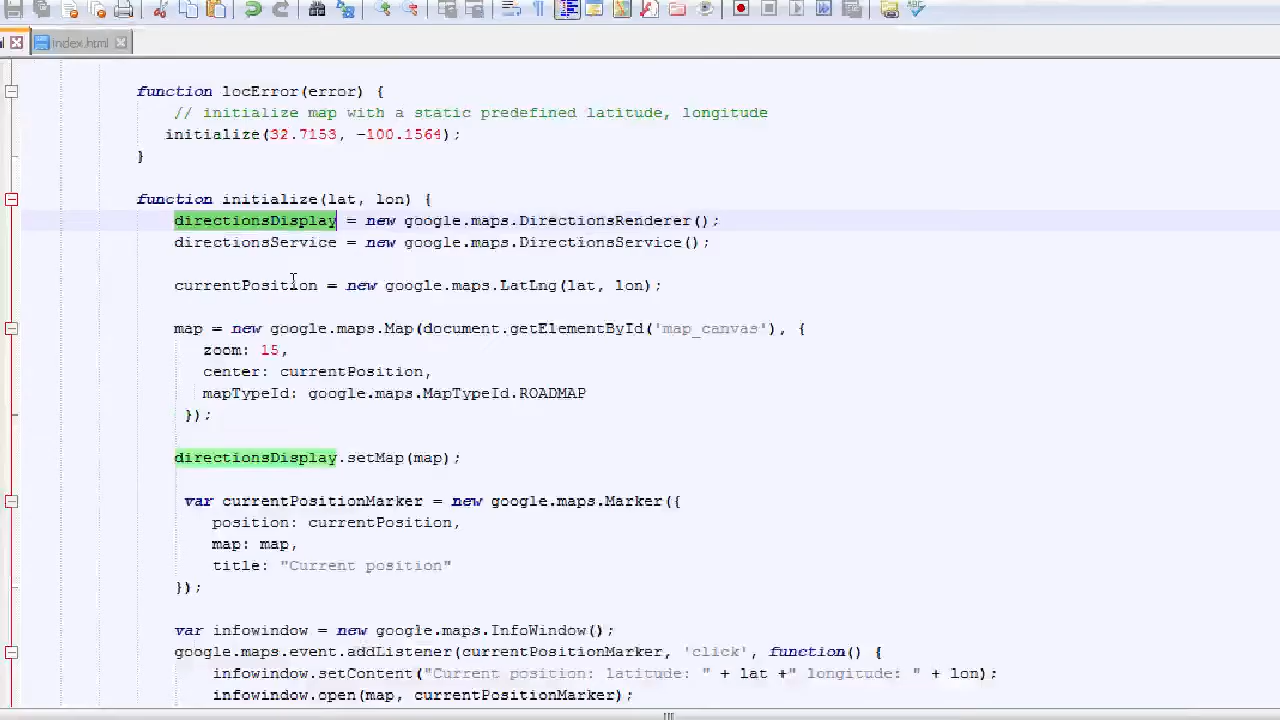 index.html
function locError(error) {
// initialize map with a static predefined latitude, longitude
initialize(32.7153, -100.1564);
}
function initialize(lat, lon) {
directionsDisplay = new google.maps.DirectionsRenderer();
directionsService = new google.maps.DirectionsService();
currentPosition = new google.maps.LatLng(lat, lon);
map = new google.maps.Map(document.getElementById('map_canvas'), {
zoom: 15,
center: currentPosition,
mapTypeId: google.maps.MapTypeId.ROADMAP
});
directionsDisplay.setMap(map);
var currentPositionMarker = new google.maps.Marker({
position: currentPosition,
map: map,
title: "Current position"
});
var infowindow = new google.maps.InfoWindow();
google.maps.event.addListener(currentPositionMarker, 'click', function() {
infowindow.setContent("Current position: latitude: " + lat +" longitude: " + lon);
infowindow.open(map, currentPositionMarker);